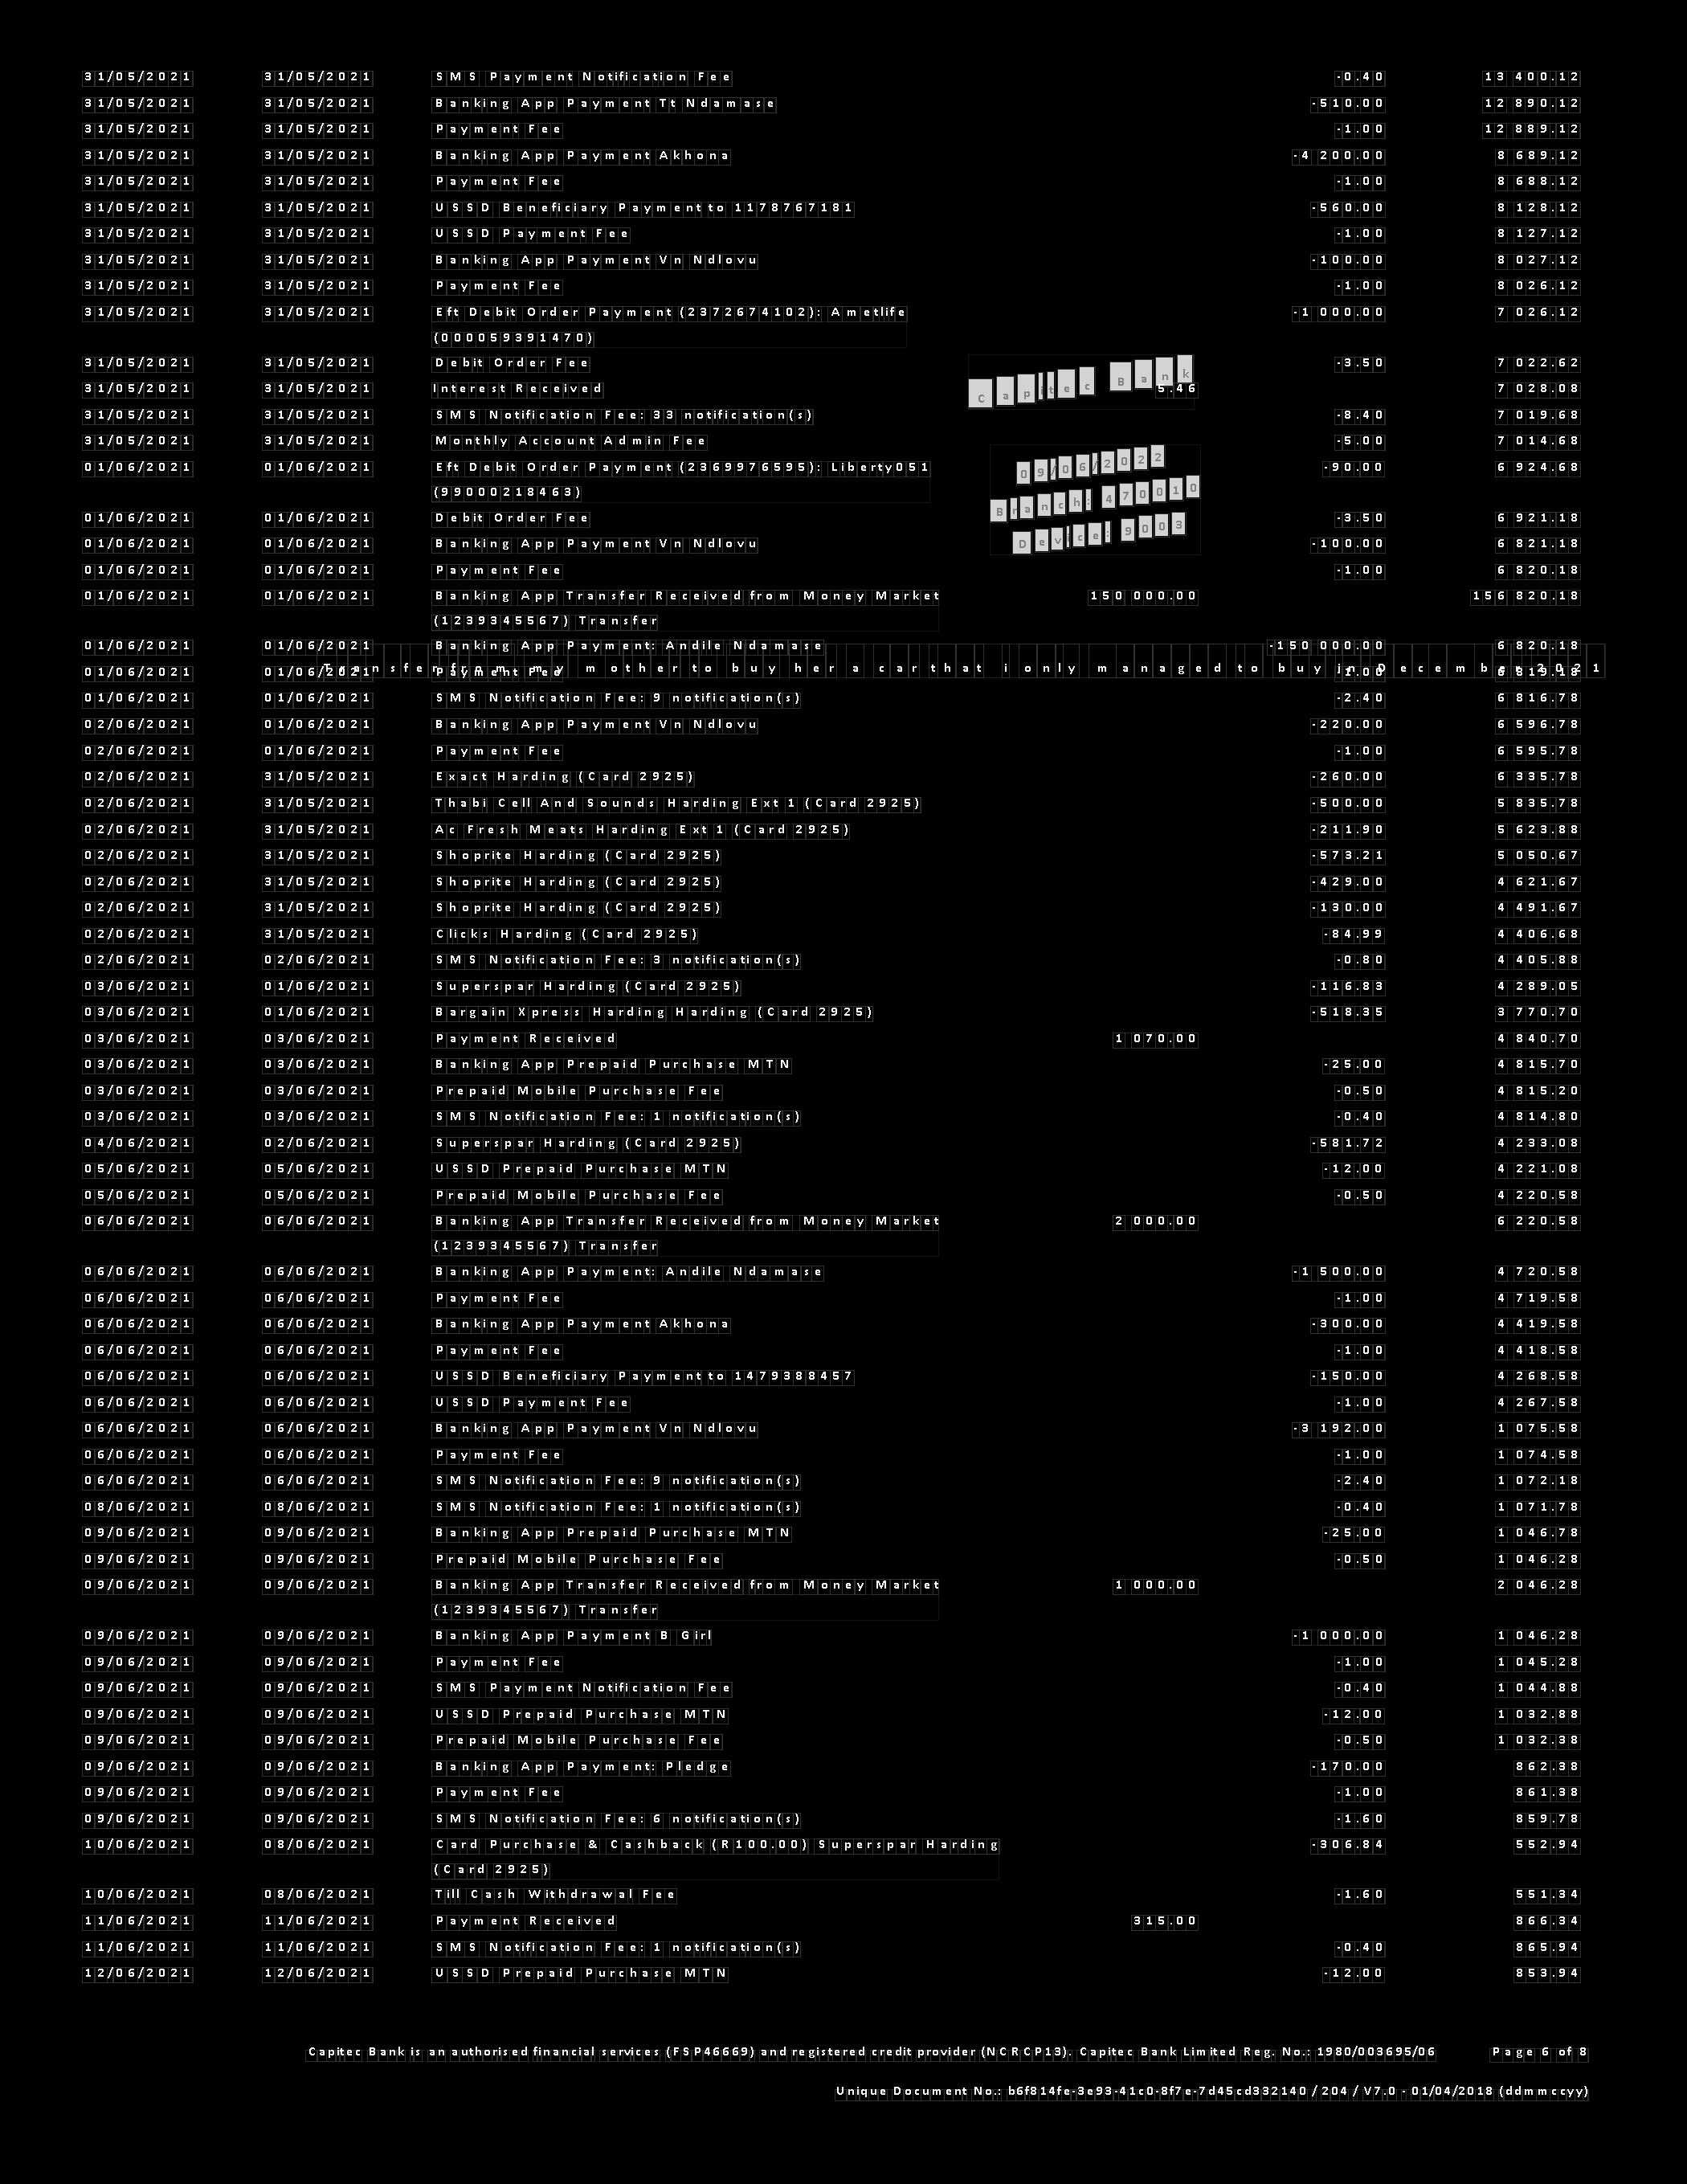 31/05/2021 31/05/2021 SMS Payment Notification Fee -0.40 13 400.12
31/05/2021 31/05/2021 Banking App Payment Tt Ndamase -510.00 12 890.12
31/05/2021 31/05/2021 Payment Fee -1.00 12 889.12
31/05/2021 31/05/2021 Banking App Payment Akhona -4 200.00 8 689.12
31/05/2021 31/05/2021 Payment Fee -1.00 8 688.12
31/05/2021 31/05/2021 USSD Beneficiary Payment to 1178767181 -560.00 8 128.12
31/05/2021 31/05/2021 USSD Payment Fee -1.00 8 127.12
31/05/2021 31/05/2021 Banking App Payment Vn Ndlovu -100.00 8 027.12
31/05/2021 31/05/2021 Payment Fee -1.00 8 026.12
31/05/2021 31/05/2021 Eft Debit Order Payment (2372674102): Ametlife -1 000.00 7 026.12
(000059391470)
31/05/2021 31/05/2021 Debit Order Fee -3.50 7 022.62
Capitec Bank
31/05/2021 31/05/2021 Interest Received 5.46 7 028.08
31/05/2021 31/05/2021 SMS Notification Fee: 33 notification(s) -8.40 7 019.68
31/05/2021 31/05/2021 Monthly Account Admin Fee -5.00 7 014.68
01/06/2021 01/06/2021 Eft Debit Order Payment (2369976595): Liberty051 -90.00 6 924.68
09/06/2022
(99000218463)
Branch: 470010
01/06/2021 01/06/2021 Debit Order Fee -3.50 6 921.18
Device: 9003
01/06/2021 01/06/2021 Banking App Payment Vn Ndlovu -100.00 6 821.18
01/06/2021 01/06/2021 Payment Fee -1.00 6 820.18
01/06/2021 01/06/2021 Banking App Transfer Received from Money Market 150 000.00 156 820.18
(1239345567) Transfer
01/06/2021 01/06/2021 Banking App Payment: Andile Ndamase -150 000.00 6 820.18
Transfer from my mother to buy her a car that i only managed to buy in December 2021
01/06/2021 01/06/2021 Payment Fee -1.00 6 819.18
01/06/2021 01/06/2021 SMS Notification Fee: 9 notification(s) -2.40 6 816.78
02/06/2021 01/06/2021 Banking App Payment Vn Ndlovu -220.00 6 596.78
02/06/2021 01/06/2021 Payment Fee -1.00 6 595.78
02/06/2021 31/05/2021 Exact Harding (Card 2925) -260.00 6 335.78
02/06/2021 31/05/2021 Thabi Cell And Sounds Harding Ext 1 (Card 2925) -500.00 5 835.78
02/06/2021 31/05/2021 Ac Fresh Meats Harding Ext 1 (Card 2925) -211.90 5 623.88
02/06/2021 31/05/2021 Shoprite Harding (Card 2925) -573.21 5 050.67
02/06/2021 31/05/2021 Shoprite Harding (Card 2925) -429.00 4 621.67
02/06/2021 31/05/2021 Shoprite Harding (Card 2925) -130.00 4 491.67
02/06/2021 31/05/2021 Clicks Harding (Card 2925) -84.99 4 406.68
02/06/2021 02/06/2021 SMS Notification Fee: 3 notification(s) -0.80 4 405.88
03/06/2021 01/06/2021 Superspar Harding (Card 2925) -116.83 4 289.05
03/06/2021 01/06/2021 Bargain Xpress Harding Harding (Card 2925) -518.35 3 770.70
03/06/2021 03/06/2021 Payment Received 1 070.00 4 840.70
03/06/2021 03/06/2021 Banking App Prepaid Purchase MTN -25.00 4 815.70
03/06/2021 03/06/2021 Prepaid Mobile Purchase Fee -0.50 4 815.20
03/06/2021 03/06/2021 SMS Notification Fee: 1 notification(s) -0.40 4 814.80
04/06/2021 02/06/2021 Superspar Harding (Card 2925) -581.72 4 233.08
05/06/2021 05/06/2021 USSD Prepaid Purchase MTN -12.00 4 221.08
05/06/2021 05/06/2021 Prepaid Mobile Purchase Fee -0.50 4 220.58
06/06/2021 06/06/2021 Banking App Transfer Received from Money Market 2 000.00 6 220.58
(1239345567) Transfer
06/06/2021 06/06/2021 Banking App Payment: Andile Ndamase -1 500.00 4 720.58
06/06/2021 06/06/2021 Payment Fee -1.00 4 719.58
06/06/2021 06/06/2021 Banking App Payment Akhona -300.00 4 419.58
06/06/2021 06/06/2021 Payment Fee -1.00 4 418.58
06/06/2021 06/06/2021 USSD Beneficiary Payment to 1479388457 -150.00 4 268.58
06/06/2021 06/06/2021 USSD Payment Fee -1.00 4 267.58
06/06/2021 06/06/2021 Banking App Payment Vn Ndlovu -3 192.00 1 075.58
06/06/2021 06/06/2021 Payment Fee -1.00 1 074.58
06/06/2021 06/06/2021 SMS Notification Fee: 9 notification(s) -2.40 1 072.18
08/06/2021 08/06/2021 SMS Notification Fee: 1 notification(s) -0.40 1 071.78
09/06/2021 09/06/2021 Banking App Prepaid Purchase MTN -25.00 1 046.78
09/06/2021 09/06/2021 Prepaid Mobile Purchase Fee -0.50 1 046.28
09/06/2021 09/06/2021 Banking App Transfer Received from Money Market 1 000.00 2 046.28
(1239345567) Transfer
09/06/2021 09/06/2021 Banking App Payment B Girl -1 000.00 1 046.28
09/06/2021 09/06/2021 Payment Fee -1.00 1 045.28
09/06/2021 09/06/2021 SMS Payment Notification Fee -0.40 1 044.88
09/06/2021 09/06/2021 USSD Prepaid Purchase MTN -12.00 1 032.88
09/06/2021 09/06/2021 Prepaid Mobile Purchase Fee -0.50 1 032.38
09/06/2021 09/06/2021 Banking App Payment: Pledge -170.00 862.38
09/06/2021 09/06/2021 Payment Fee -1.00 861.38
09/06/2021 09/06/2021 SMS Notification Fee: 6 notification(s) -1.60 859.78
10/06/2021 08/06/2021 Card Purchase & Cashback (R100.00) Superspar Harding -306.84 552.94
(Card 2925)
10/06/2021 08/06/2021 Till Cash Withdrawal Fee -1.60 551.34
11/06/2021 11/06/2021 Payment Received 315.00 866.34
11/06/2021 11/06/2021 SMS Notification Fee: 1 notification(s) -0.40 865.94
12/06/2021 12/06/2021 USSD Prepaid Purchase MTN -12.00 853.94
Capitec Bank is an authorised financial services (FSP46669) and registered credit provider (NCRCP13). Capitec Bank Limited Reg. No.: 1980/003695/06 Page 6 of 8
Unique Document No.: b6f814fe-3e93-41c0-8f7e-7d45cd332140 / 204 / V7.0 - 01/04/2018 (ddmmccyy)